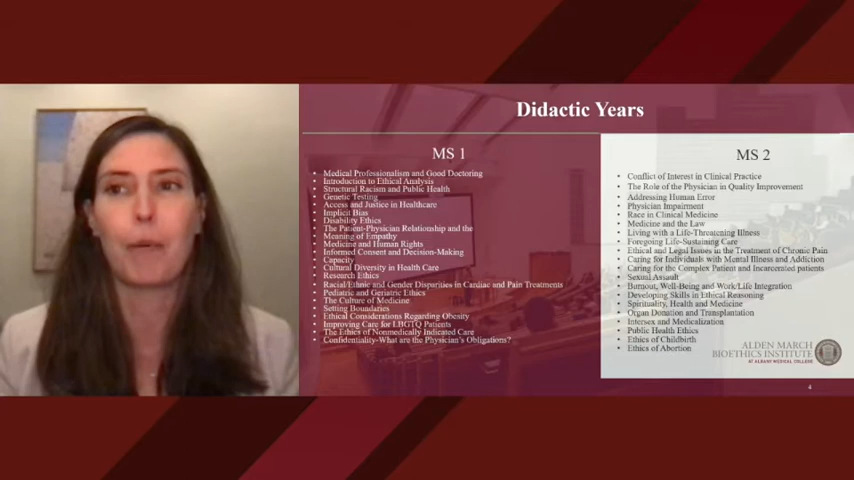 Didactic Years
MS 1
• Medical Professionalism and Good Doctoring
• Introduction to Ethical Analysis
• Structural Racism and Public Health
• Genetic Testing
• Access and Justice in Healthcare
• Implicit Bias
• Disability Ethics
• The Patient-Physician Relationship and the
Meaning of Empathy
• Medicine and Human Rights
• Informed Consent and Decision-Making
Capacity
• Cultural Diversity in Health Care
• Research Ethics
• Racial/Ethnic and Gender Disparities in Cardiac and Pain Treatments
• Pediatric and Geriatric Ethics
• The Culture of Medicine
• Setting Boundaries
• Ethical Considerations Regarding Obesity
• Improving Care for LBGTQ Patients
• The Ethics of Nonmedically Indicated Care
• Confidentiality-What are the Physician's Obligations?
MS 2
• Conflict of Interest in Clinical Practice
• The Role of the Physician in Quality Improvement
• Addressing Human Error
• Physician Impairment
• Race in Clinical Medicine
• Medicine and the Law
• Living with a Life-Threatening Illness
• Foregoing Life-Sustaining Care
• Ethical and Legal Issues in the Treatment of Chronic Pain
• Caring for Individuals with Mental Illness and Addiction
• Caring for the Complex Patient and Incarcerated patients
• Sexual Assault
• Burnout, Well-Being and Work/Life Integration
• Developing Skills in Ethical Reasoning
• Spirituality, Health and Medicine
• Organ Donation and Transplantation
• Intersex and Medicalization
• Public Health Ethics
• Ethics of Childbirth
• Ethics of Abortion
ALDEN MARCH
BIOETHICS INSTITUTE
AT ALBANY MEDICAL COLLEGE
4